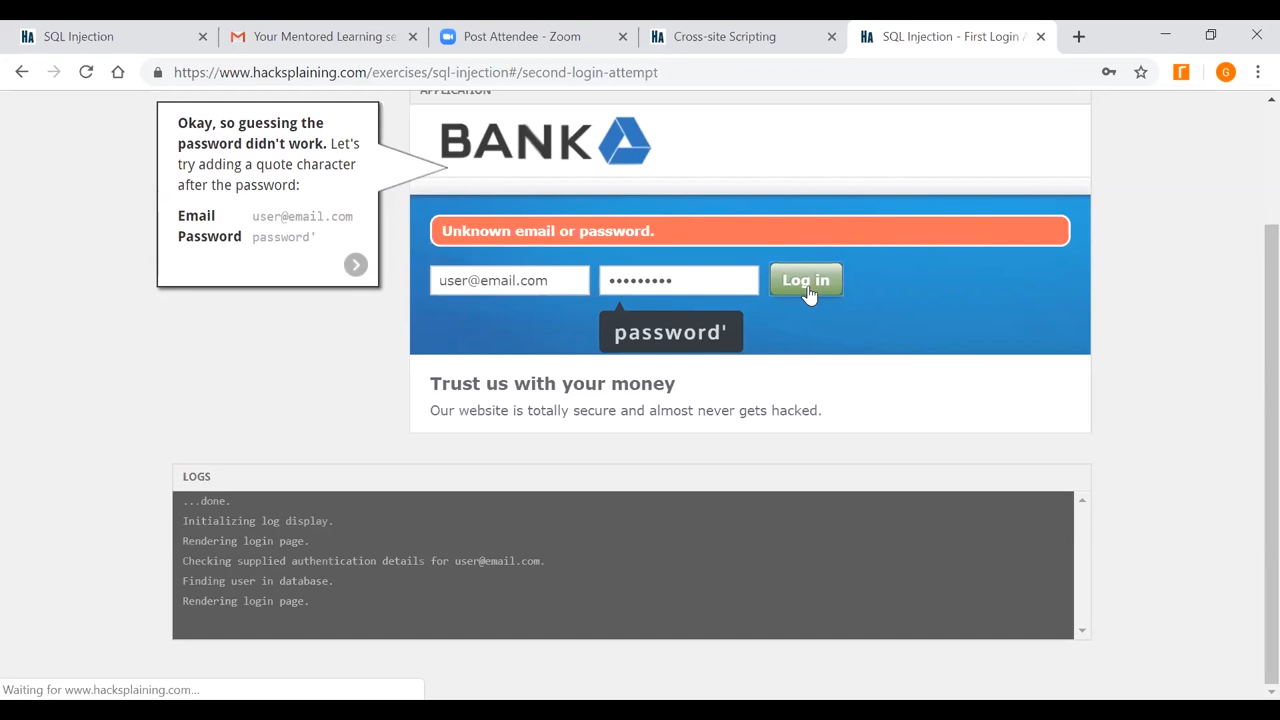 SQL Injection
Your Mentored Learning se
Post Attendee - Zoom
Cross-site Scripting
SQL Injection - First Login A
https://www.hacksplaining.com/exercises/sql-injection#/second-login-attempt
G
APPLICATION
Okay, so guessing the
password didn't work. Let's
try adding a quote character
after the password:
Email user@email.com
Password password'
BANK
Unknown email or password.
user@email.com ••••••••• Log in
password'
Trust us with your money
Our website is totally secure and almost never gets hacked.
LOGS
...done.
Initializing log display.
Rendering login page.
Checking supplied authentication details for user@email.com.
Finding user in database.
Rendering login page.
Waiting for www.hacksplaining.com...